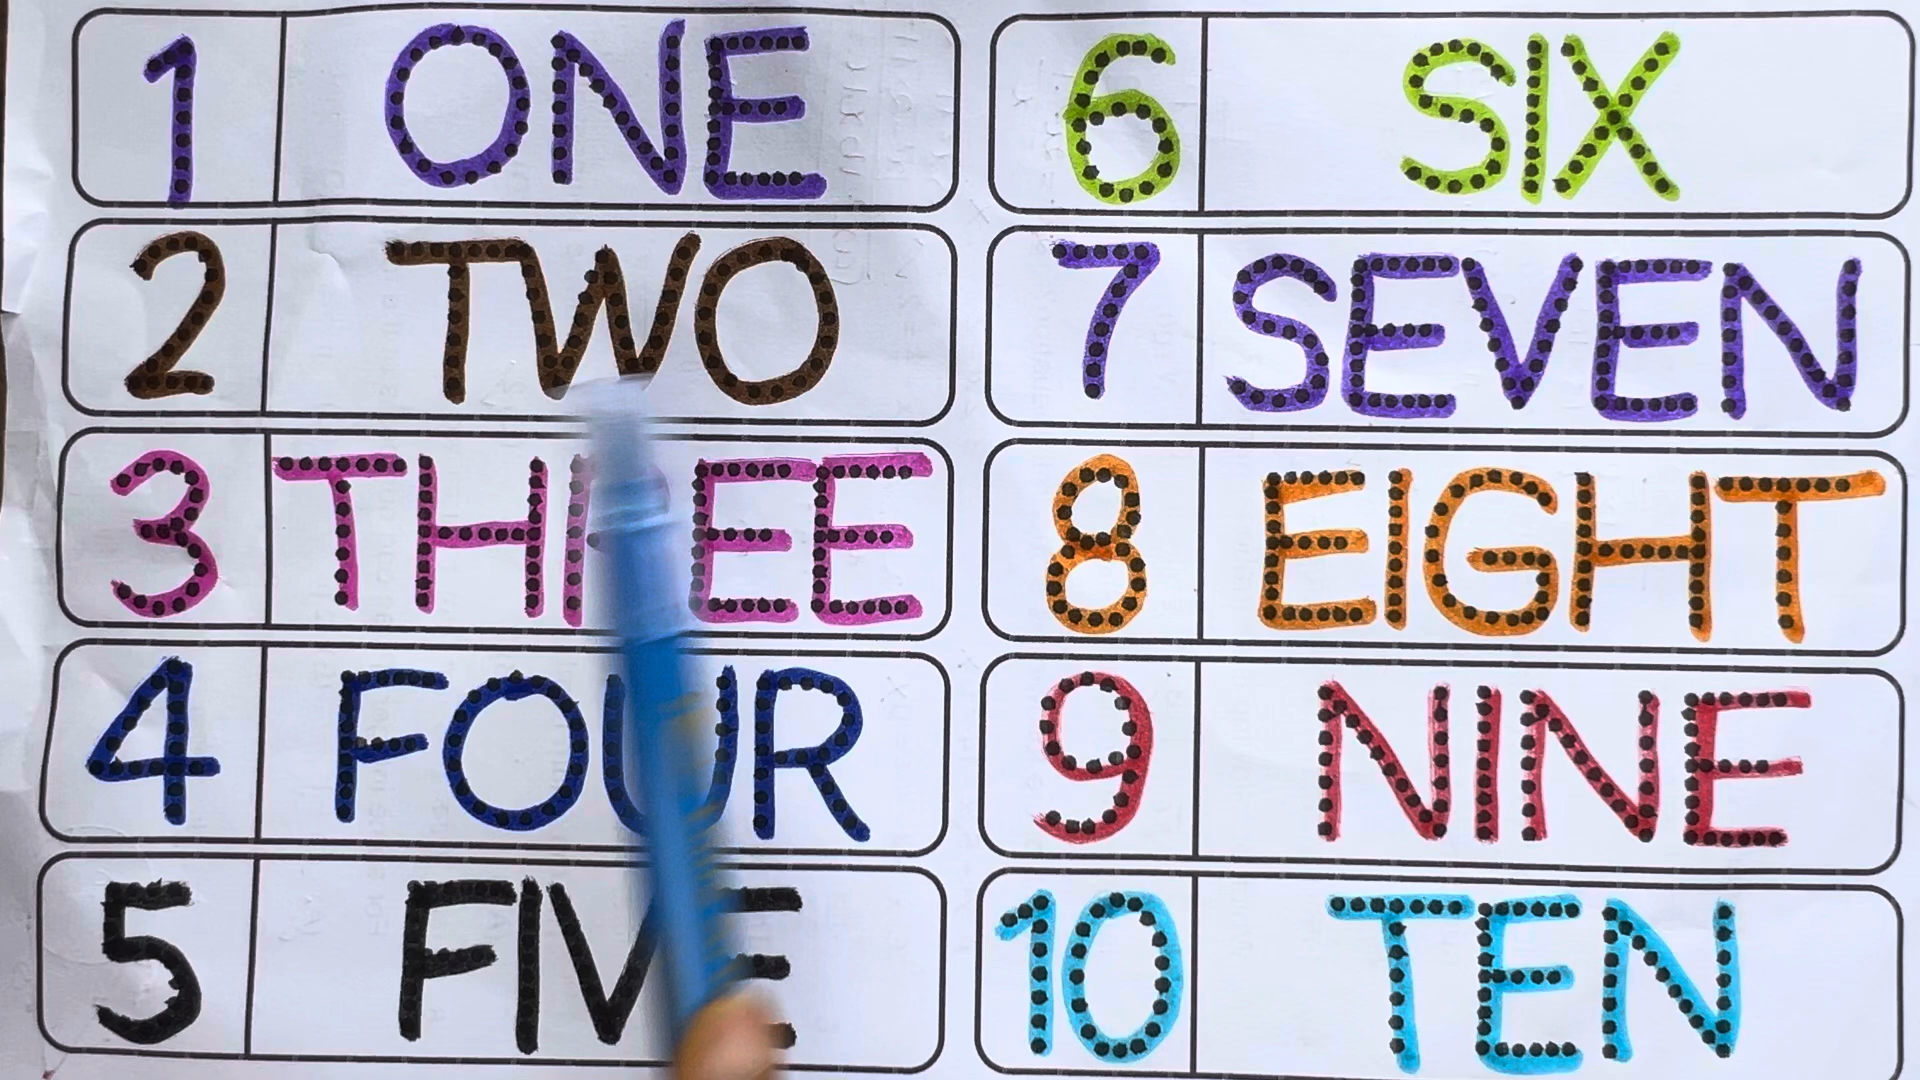 1 ONE
2 TWO
3 THREE
4 FOUR
5 FIVE
6 SIX
7 SEVEN
8 EIGHT
9 NINE
10 TEN